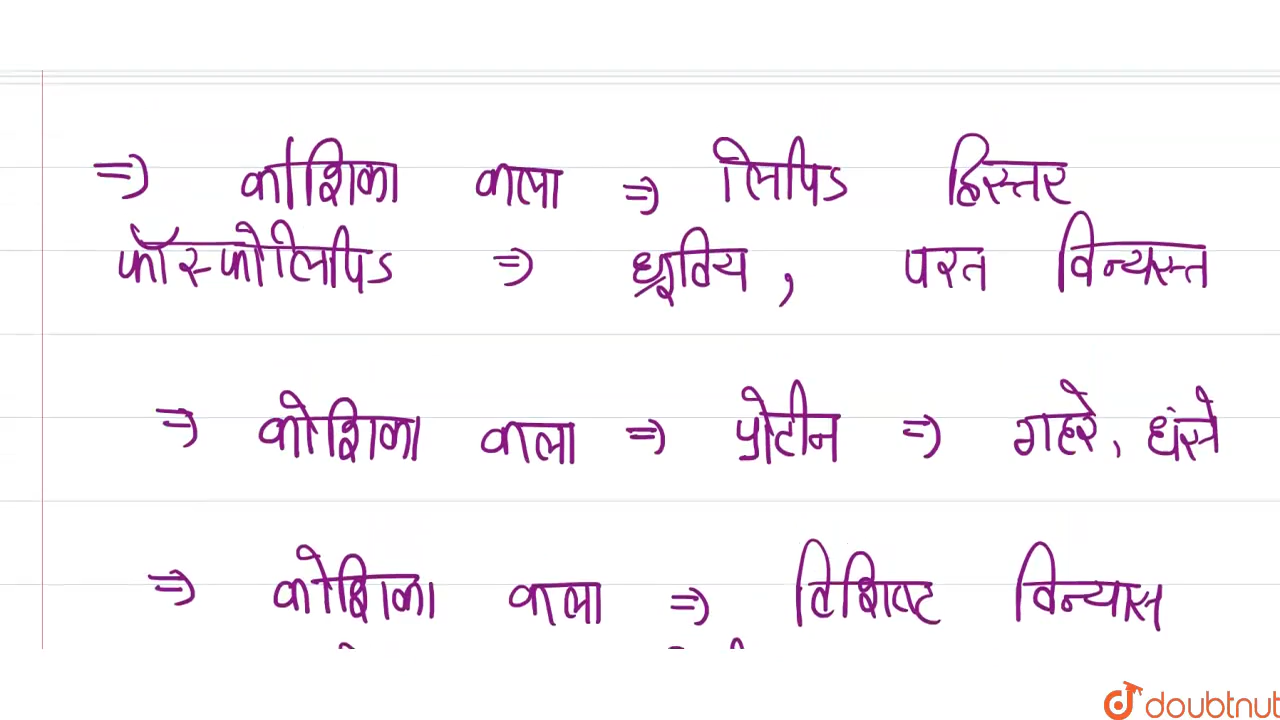 => कोशिका कला => लिपिड द्विस्तर
फॉस्फोलिपिड => ध्रुविय, परत विन्यस्त
=> कोशिका कला => प्रोटीन => गहरे, धंसे
=> कोशिका कला => विशिष्ट विन्यास
doubtnut